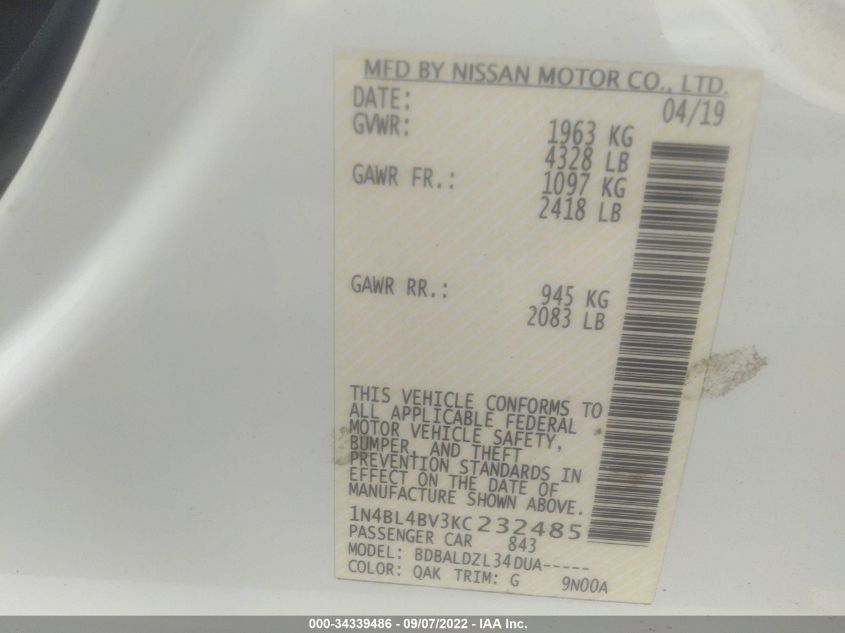 MFD BY NISSAN MOTOR CO., LTD.
DATE: 04/19
GVWR: 1963 KG
4328 LB
GAWR FR.: 1097 KG
2418 LB
GAWR RR.: 945 KG
2083 LB
THIS VEHICLE CONFORMS TO
ALL APPLICABLE FEDERAL
MOTOR VEHICLE SAFETY,
BUMPER, AND THEFT
PREVENTION STANDARDS IN
EFFECT ON THE DATE OF
MANUFACTURE SHOWN ABOVE.
1N4BL4BV3KC232485
PASSENGER CAR 843
MODEL: BDBALDZL34DUA-----
COLOR: QAK TRIM: G 9N00A
000-34339486 - 09/07/2022 - IAA Inc.